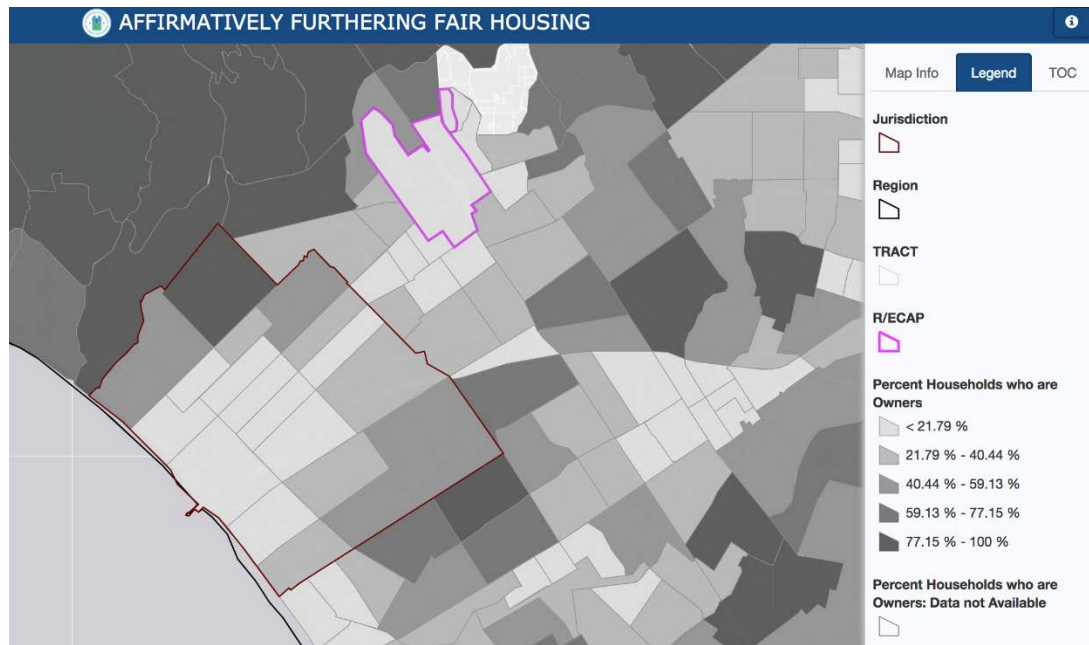 AFFIRMATIVELY FURTHERING FAIR HOUSING
Map Info
Legend
TOC
Jurisdiction
Region
TRACT
R/ECAP
Percent Households who are
Owners
< 21.79 %
21.79 % - 40.44 %
40.44 % - 59.13 %
59.13 % - 77.15 %
77.15 % - 100 %
Percent Households who are
Owners: Data not Available